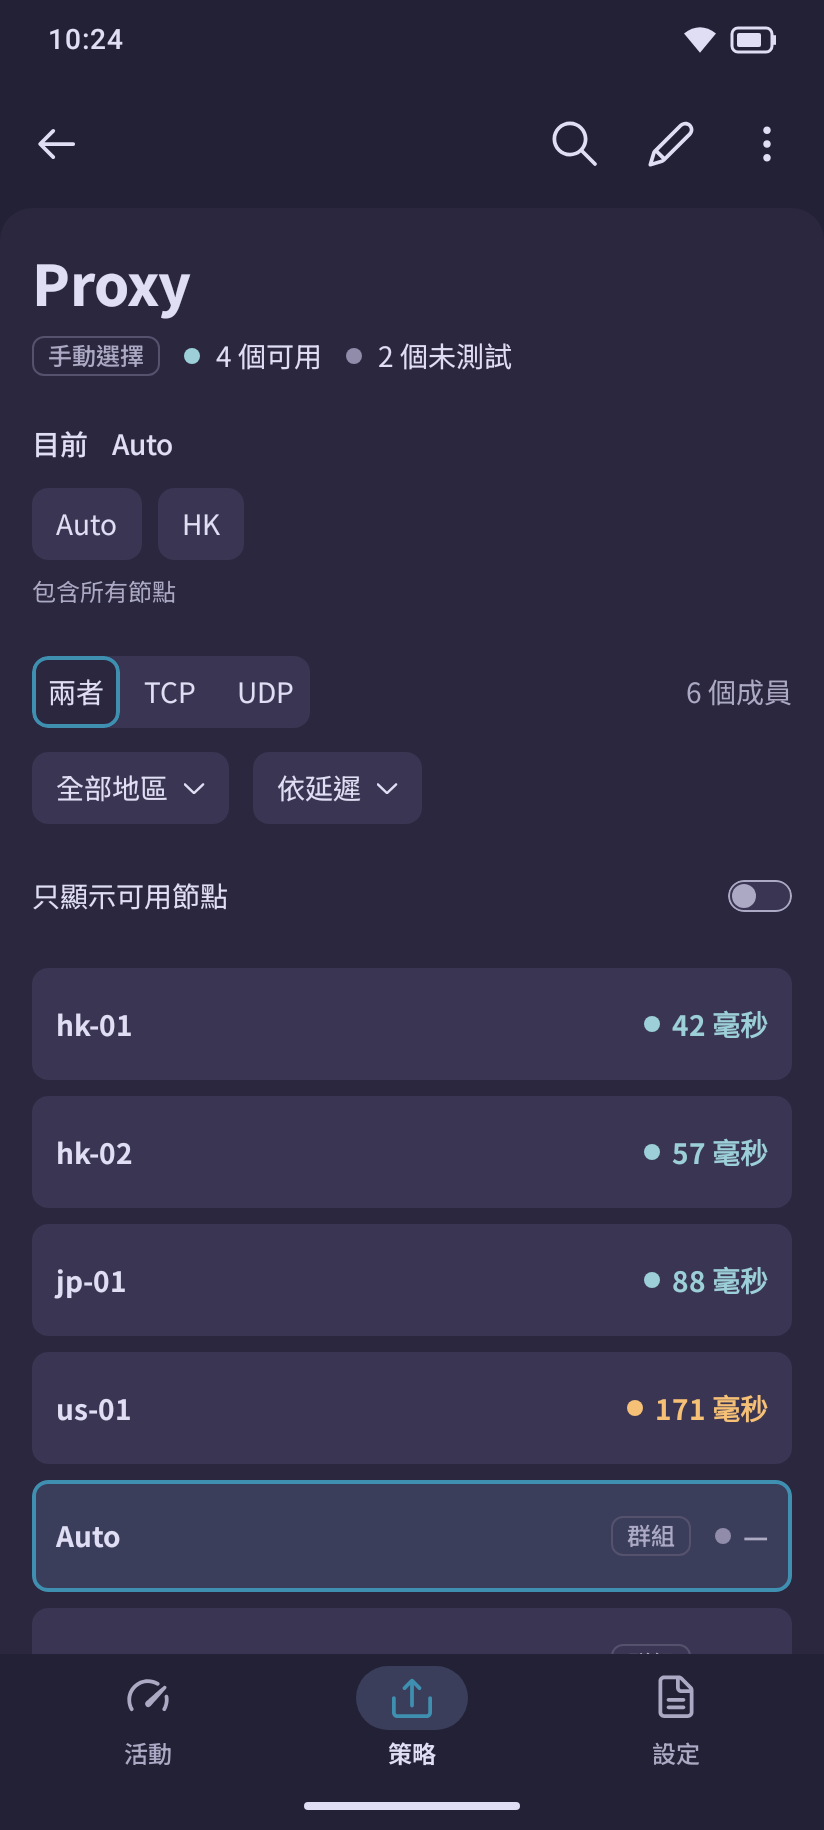 10:24
Proxy
手動選擇 4 個可用 2 個未測試
目前 Auto
Auto HK
包含所有節點
兩者 TCP UDP 6 個成員
全部地區 依延遲
只顯示可用節點
hk-01 42 毫秒
hk-02 57 毫秒
jp-01 88 毫秒
us-01 171 毫秒
Auto 群組 —
活動 策略 設定